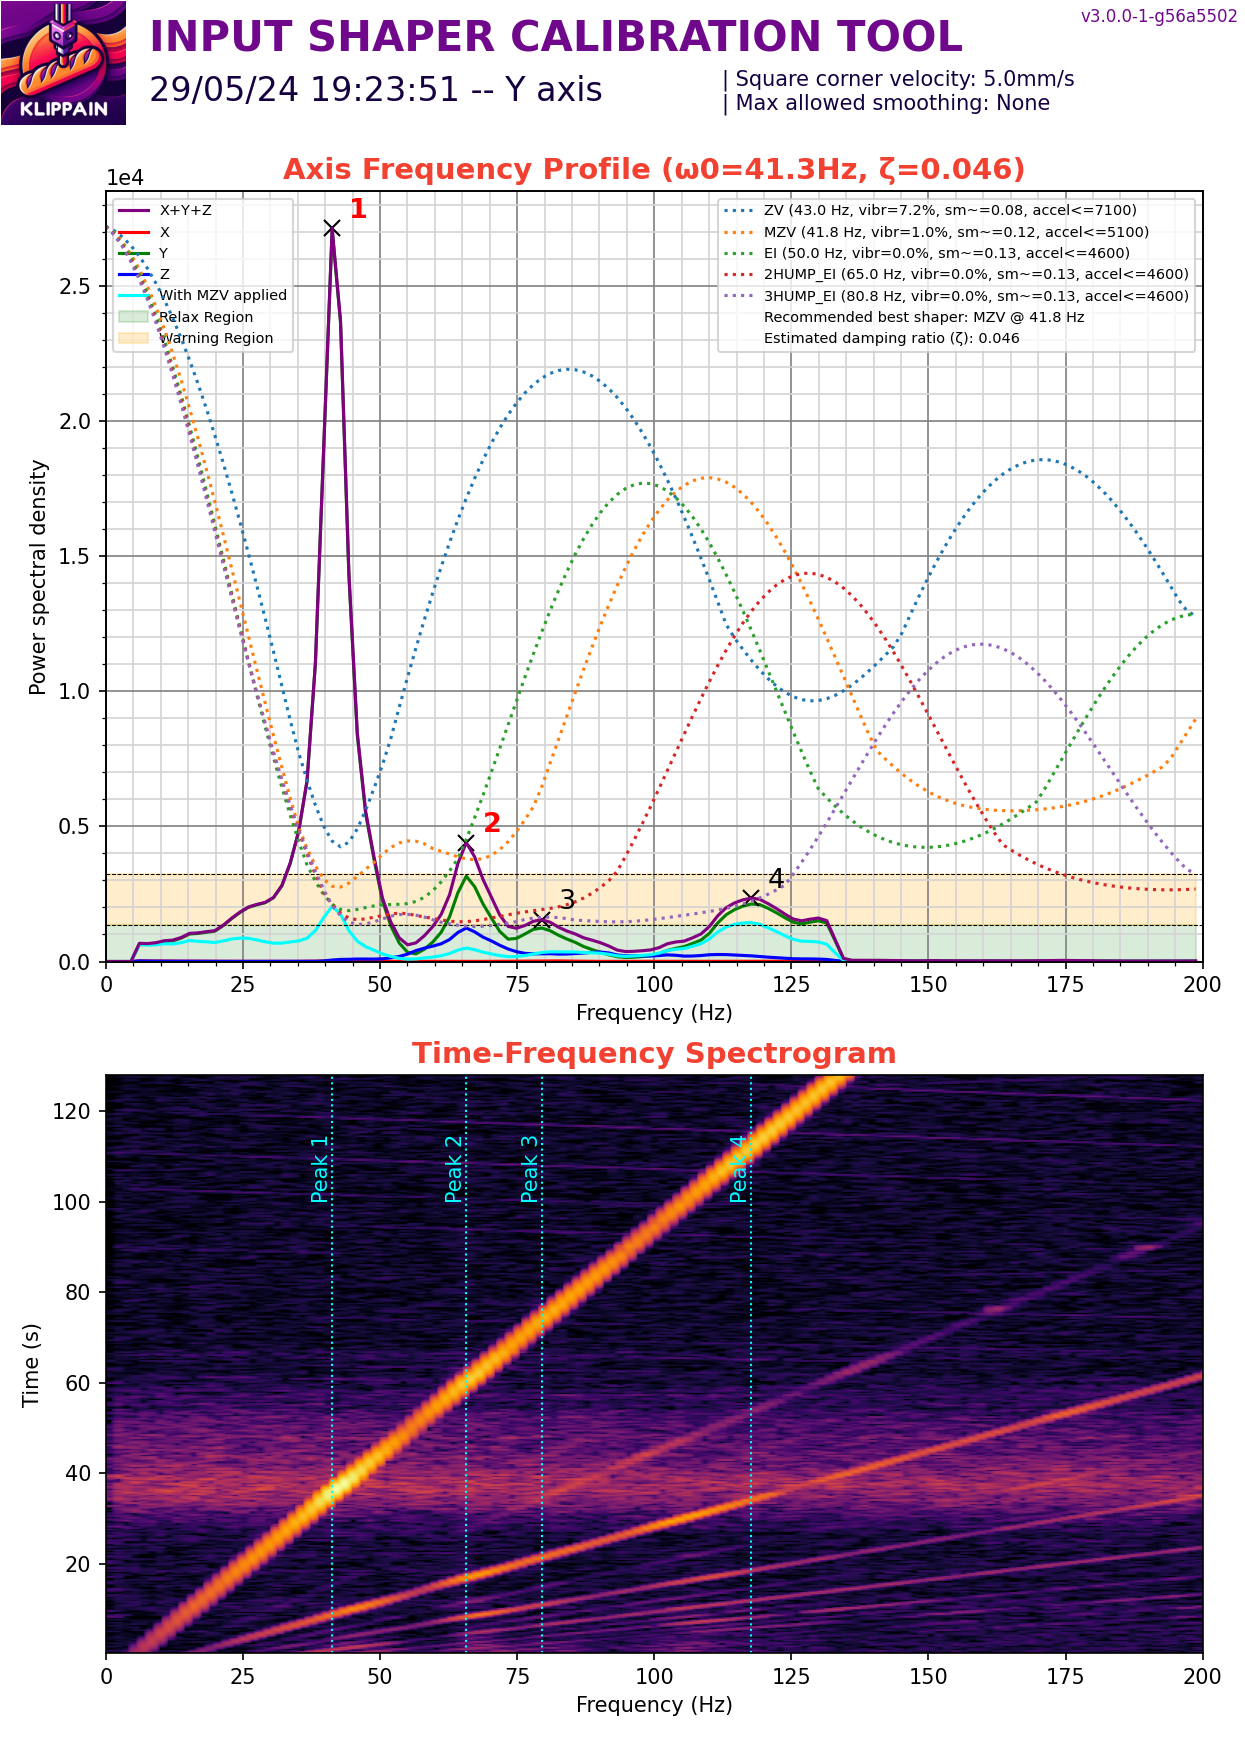 v3.0.0-1-g56a5502
INPUT SHAPER CALIBRATION TOOL
29/05/24 19:23:51 -- Y axis
| Square corner velocity: 5.0mm/s
| Max allowed smoothing: None
KLIPPAIN
Axis Frequency Profile (ω0=41.3Hz, ζ=0.046)
1e4
X+Y+Z
X
Y
Z
With MZV applied
Relax Region
Warning Region
ZV (43.0 Hz, vibr=7.2%, sm~=0.08, accel<=7100)
MZV (41.8 Hz, vibr=1.0%, sm~=0.12, accel<=5100)
EI (50.0 Hz, vibr=0.0%, sm~=0.13, accel<=4600)
2HUMP_EI (65.0 Hz, vibr=0.0%, sm~=0.13, accel<=4600)
3HUMP_EI (80.8 Hz, vibr=0.0%, sm~=0.13, accel<=4600)
Recommended best shaper: MZV @ 41.8 Hz
Estimated damping ratio (ζ): 0.046
1
2
3
4
2.5
2.0
1.5
1.0
0.5
0.0
Power spectral density
0 25 50 75 100 125 150 175 200
Frequency (Hz)
Time-Frequency Spectrogram
Peak 1
Peak 2
Peak 3
Peak 4
120
100
80
60
40
20
Time (s)
0 25 50 75 100 125 150 175 200
Frequency (Hz)